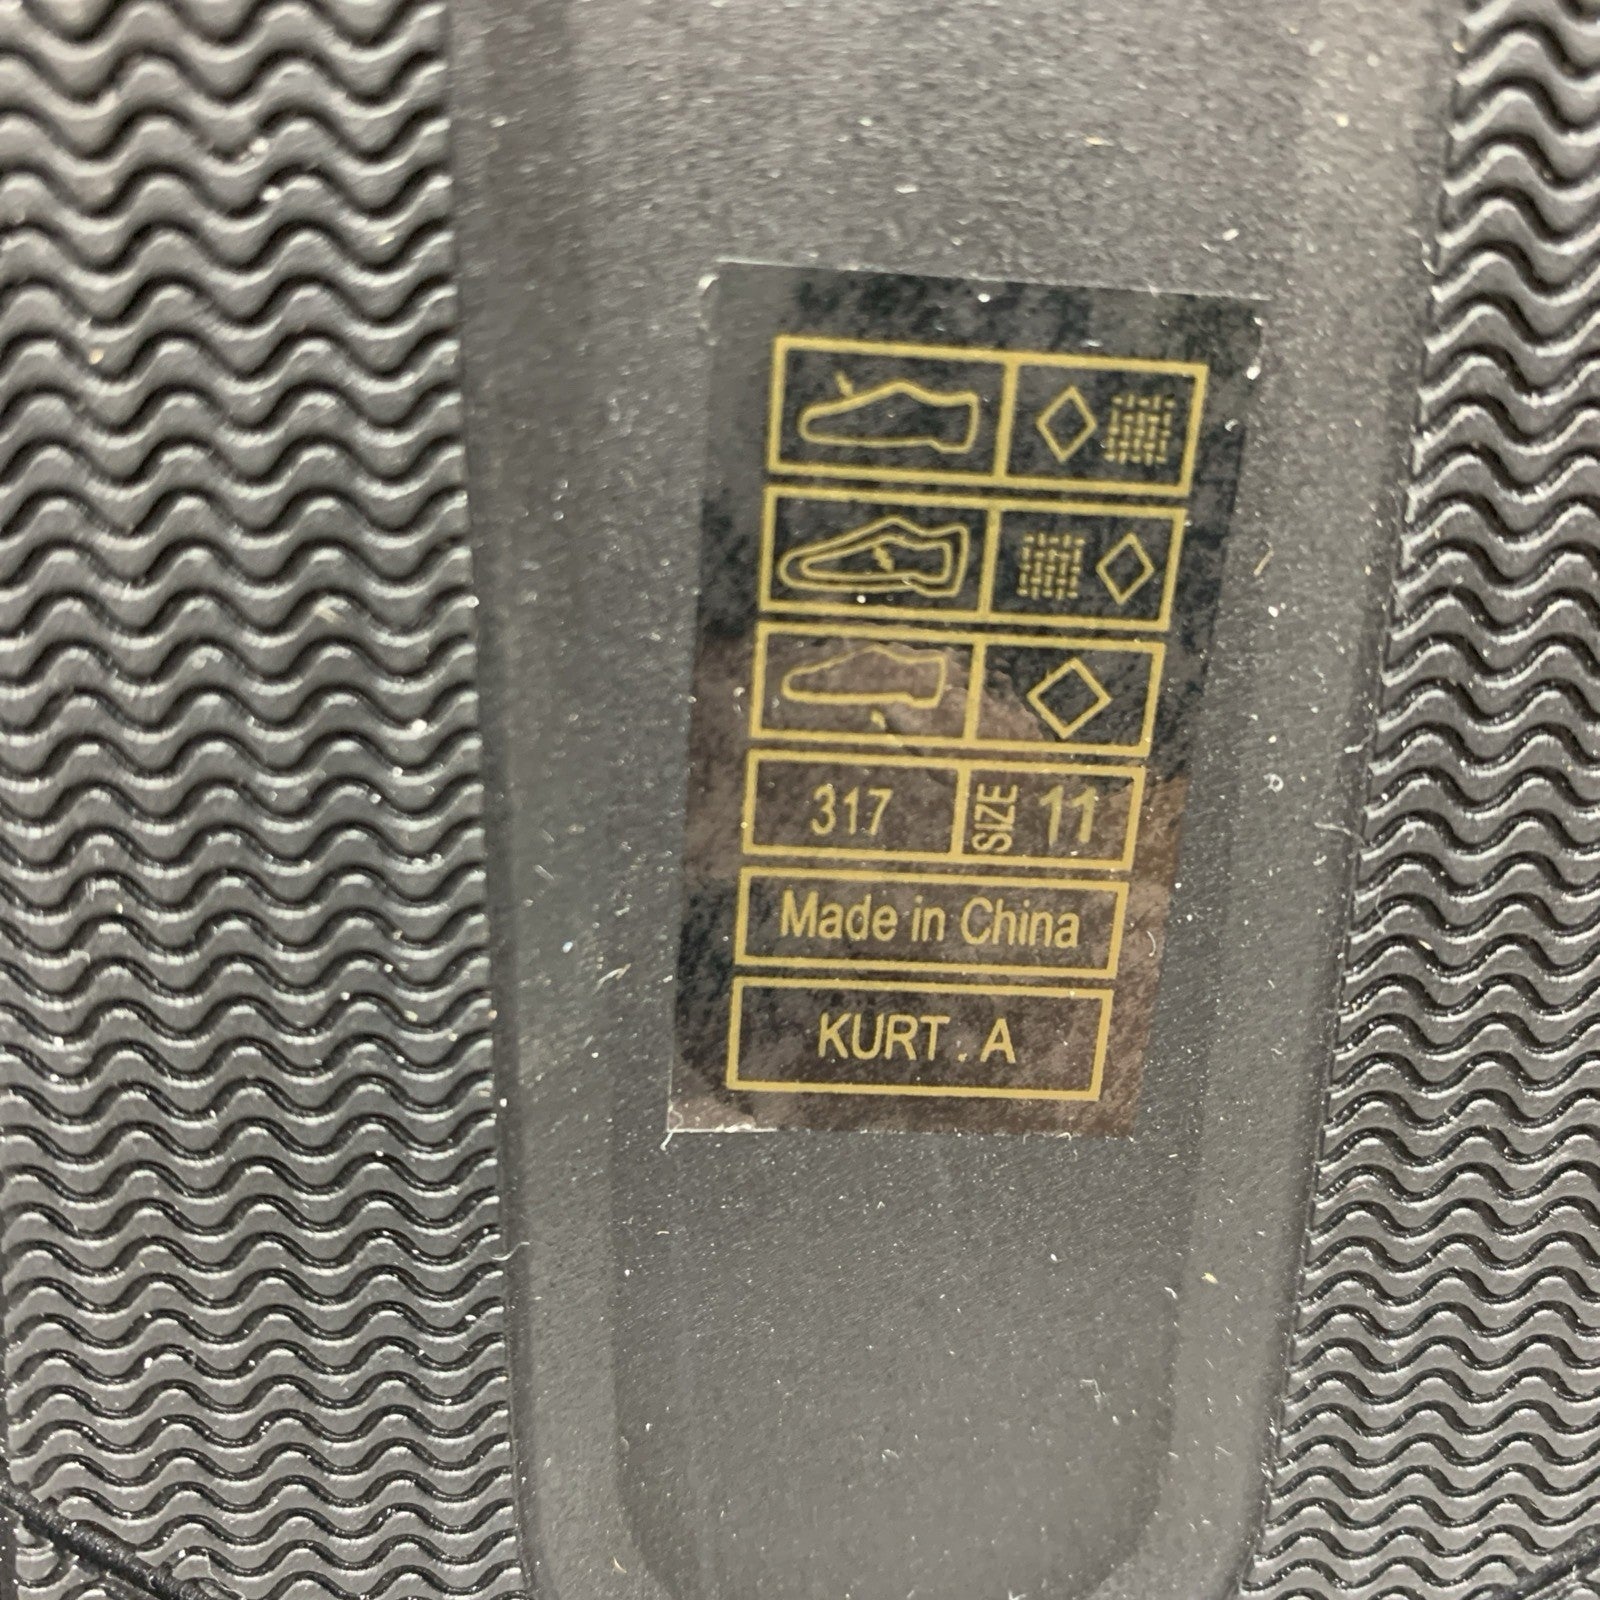 317 SIZE 11
Made in China
KURT . A